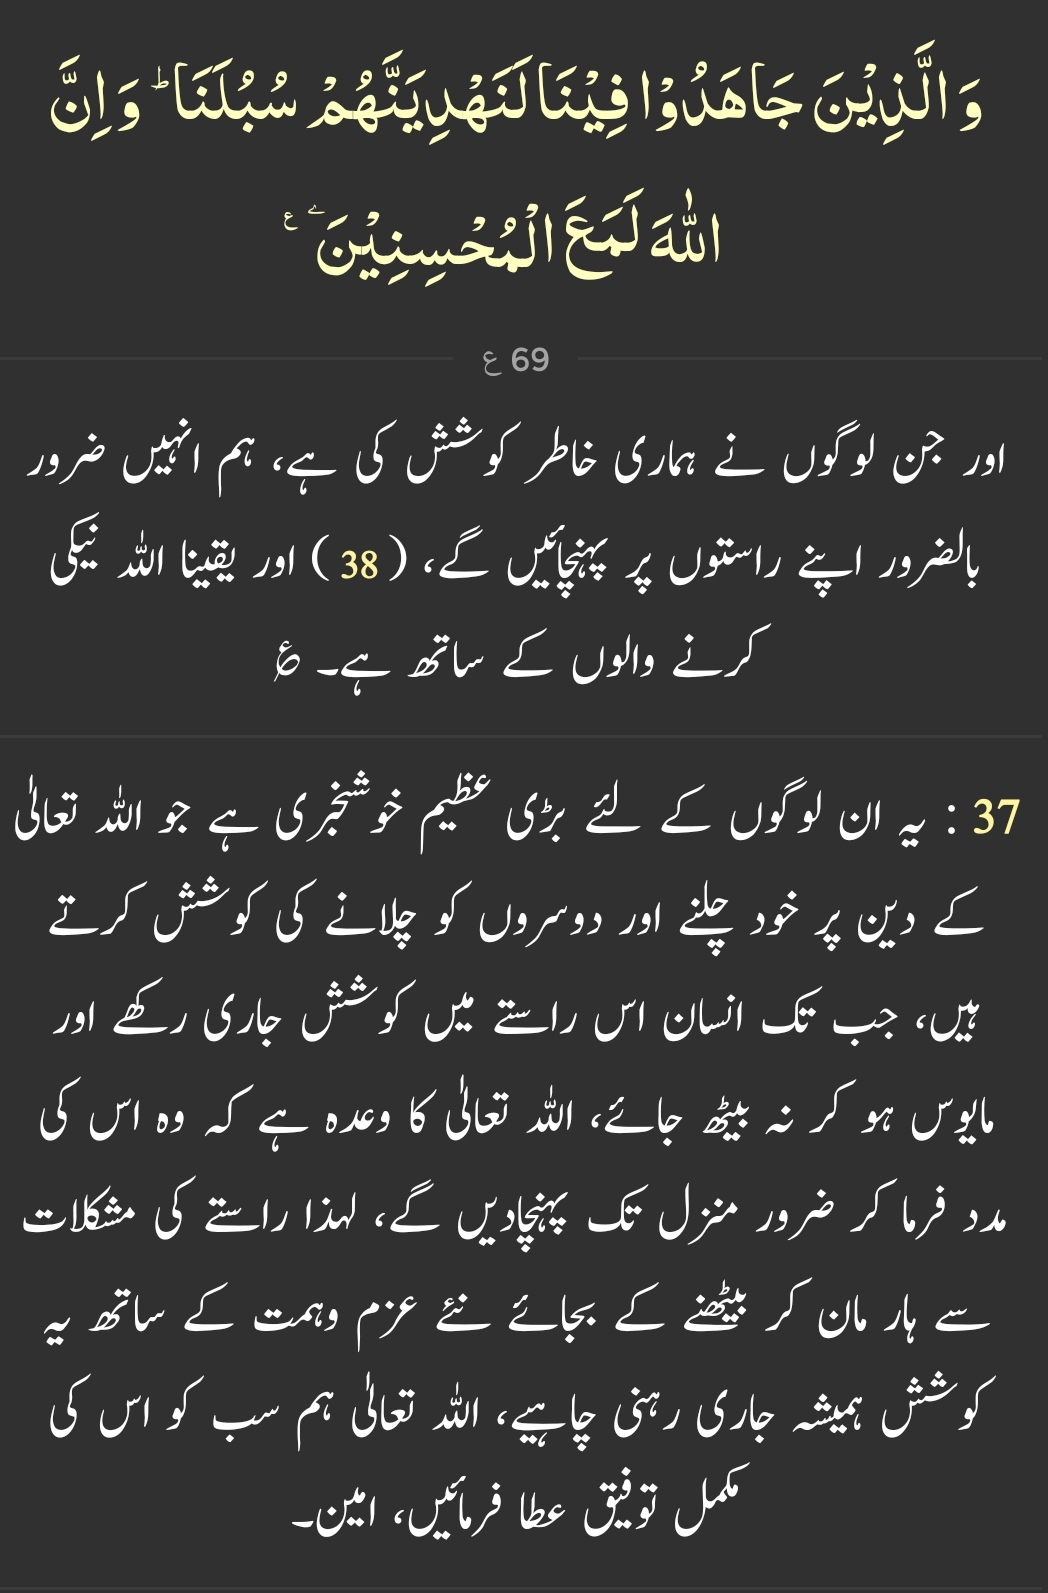 وَالَّذِيْنَ جَاهَدُوْا فِيْنَا لَنَهْدِيَنَّهُمْ سُبُلَنَا ؕ وَاِنَّ
اللّٰهَ لَمَعَ الْمُحْسِنِيْنَ ۧ ع
69 ع
اور جن لوگوں نے ہماری خاطر کوشش کی ہے، ہم انہیں ضرور
بالضرور اپنے راستوں پر پہنچائیں گے، (38) اور یقینا اللہ نیکی
کرنے والوں کے ساتھ ہے۔ ؏
37 : یہ ان لوگوں کے لئے بڑی عظیم خوشخبری ہے جو اللہ تعالیٰ
کے دین پر خود چلنے اور دوسروں کو چلانے کی کوشش کرتے
ہیں، جب تک انسان اس راستے میں کوشش جاری رکھے اور
مایوس ہو کر نہ بیٹھ جائے، اللہ تعالیٰ کا وعدہ ہے کہ وہ اس کی
مدد فرما کر ضرور منزل تک پہنچادیں گے، لہذا راستے کی مشکلات
سے ہار مان کر بیٹھنے کے بجائے نئے عزم وہمت کے ساتھ یہ
کوشش ہمیشہ جاری رہنی چاہیے، اللہ تعالیٰ ہم سب کو اس کی
مکمل توفیق عطا فرمائیں، امین۔